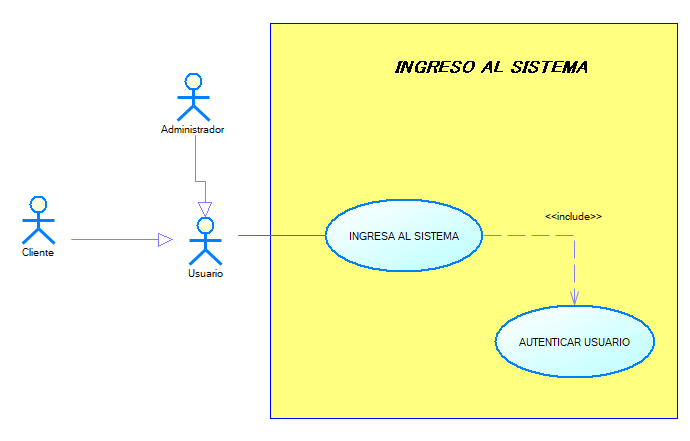 INGRESO AL SISTEMA
Administrador
Cliente
Usuario
INGRESA AL SISTEMA
<<include>>
AUTENTICAR USUARIO